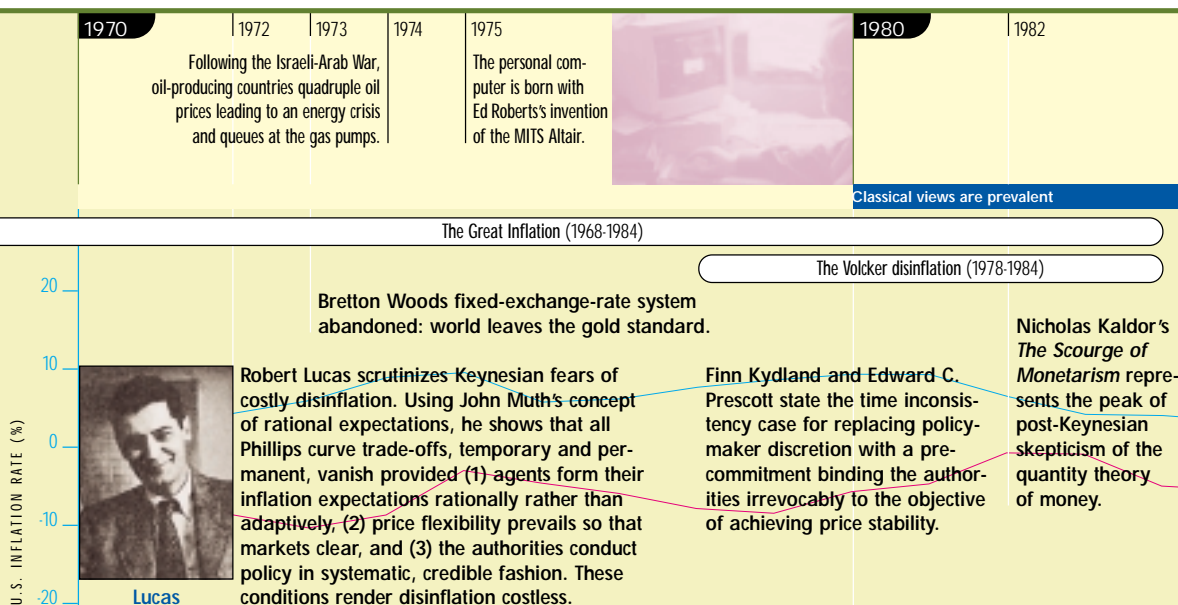 1970
1972
1973
1974
1975
1980
1982
Following the Israeli-Arab War,
oil-producing countries quadruple oil
prices leading to an energy crisis
and queues at the gas pumps.
The personal com-
puter is born with
Ed Roberts's invention
of the MITS Altair.
Classical views are prevalent
The Great Inflation (1968-1984)
The Volcker disinflation (1978-1984)
20
10
0
-10
-20
U.S. INFLATION RATE (%)
Bretton Woods fixed-exchange-rate system
abandoned: world leaves the gold standard.
Lucas
Robert Lucas scrutinizes Keynesian fears of
costly disinflation. Using John Muth's concept
of rational expectations, he shows that all
Phillips curve trade-offs, temporary and per-
manent, vanish provided (1) agents form their
inflation expectations rationally rather than
adaptively, (2) price flexibility prevails so that
markets clear, and (3) the authorities conduct
policy in systematic, credible fashion. These
conditions render disinflation costless.
Finn Kydland and Edward C.
Prescott state the time inconsis-
tency case for replacing policy-
maker discretion with a pre-
commitment binding the author-
ities irrevocably to the objective
of achieving price stability.
Nicholas Kaldor's
The Scourge of
Monetarism repre-
sents the peak of
post-Keynesian
skepticism of the
quantity theory
of money.